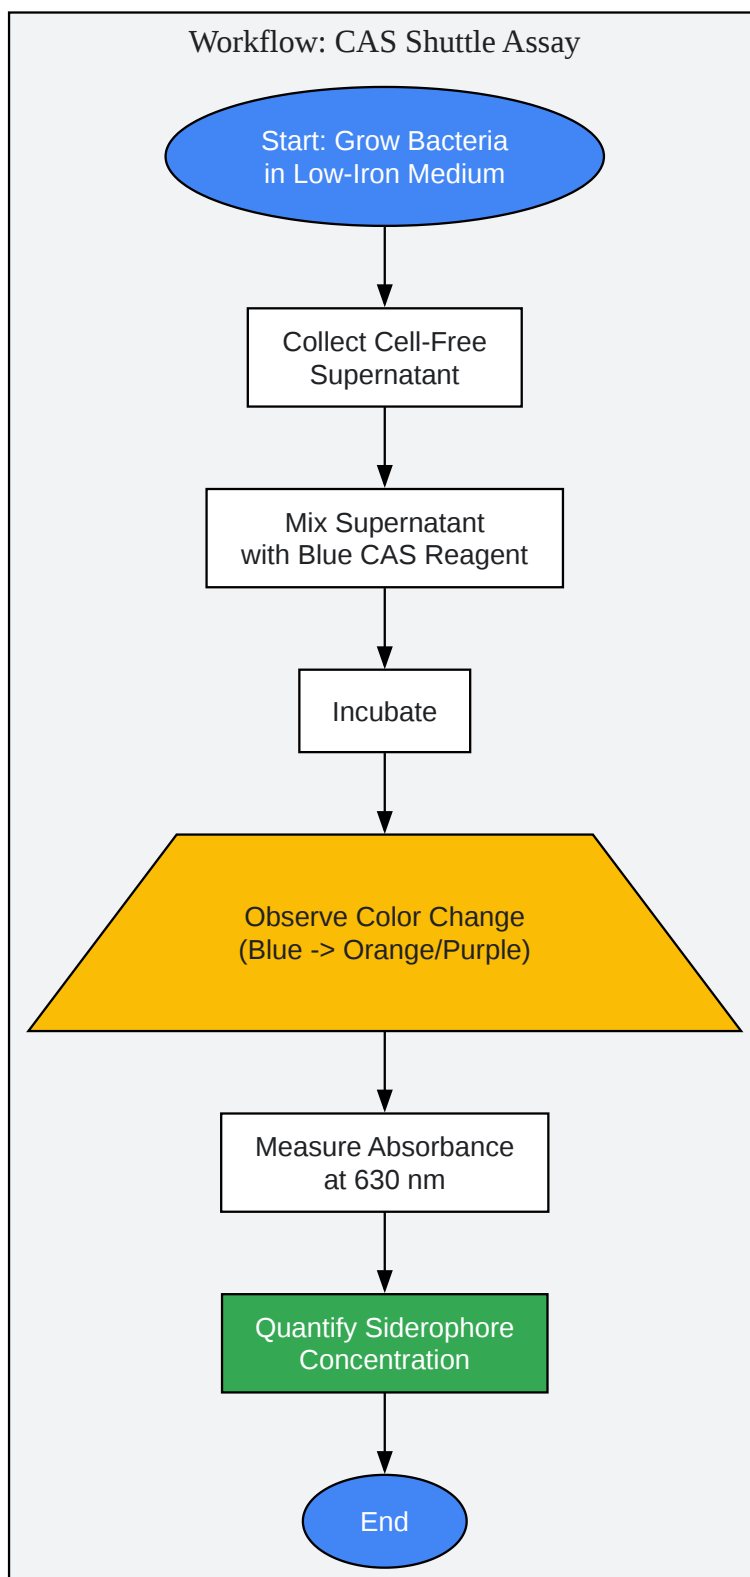 Workflow: CAS Shuttle Assay
Start: Grow Bacteria
in Low-Iron Medium
Collect Cell-Free
Supernatant
Mix Supernatant
with Blue CAS Reagent
Incubate
Observe Color Change
(Blue -> Orange/Purple)
Measure Absorbance
at 630 nm
Quantify Siderophore
Concentration
End